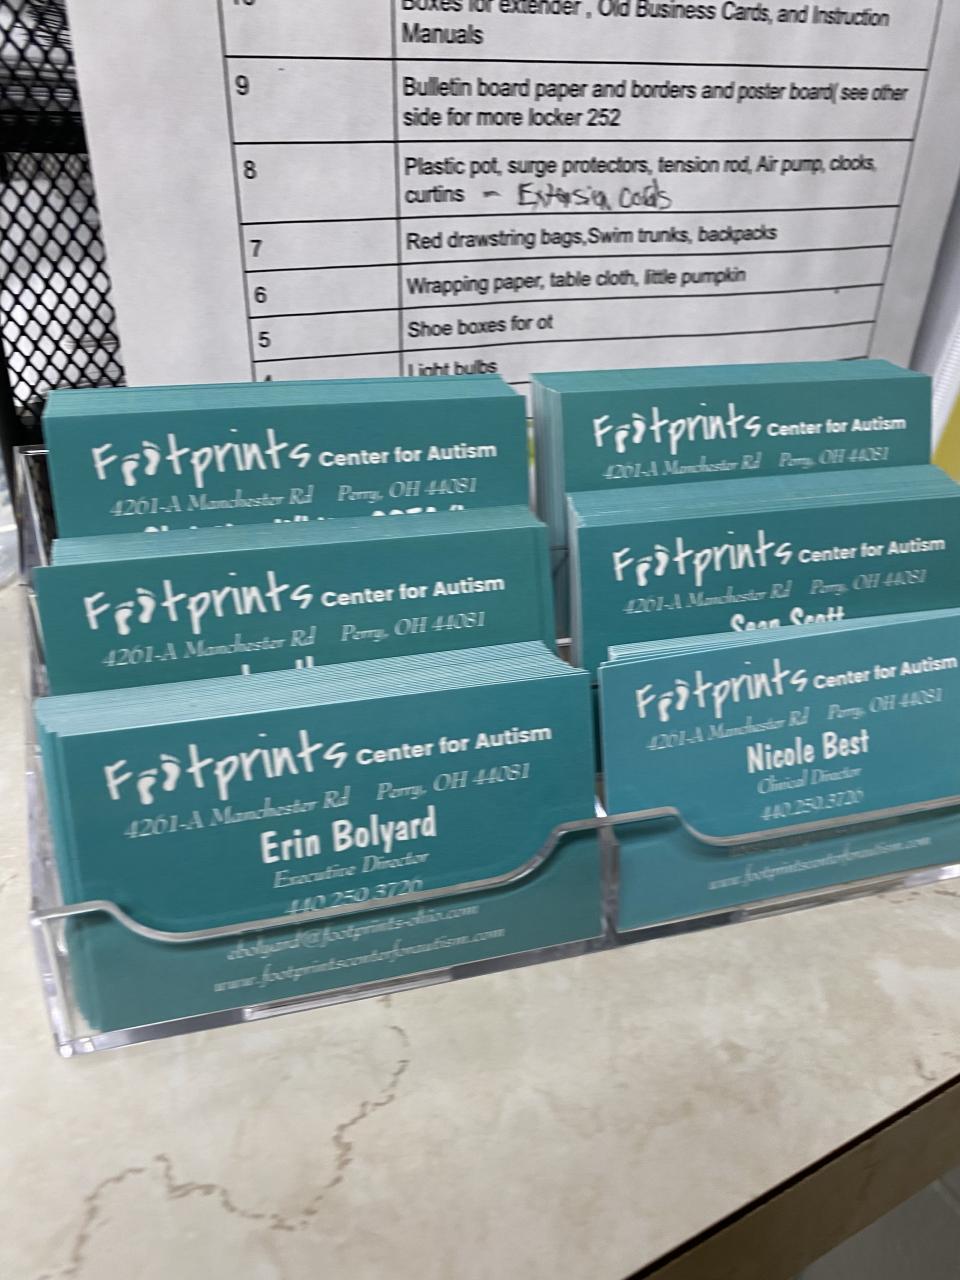 Boxes for extender , Old Business Cards, and Instruction
Manuals
9
Bulletin board paper and borders and poster board( see other
side for more locker 252
8
Plastic pot, surge protectors, tension rod, Air pump, clocks,
curtins - Extensin Cords
7
Red drawstring bags,Swim trunks, backpacks
6
Wrapping paper, table cloth, little pumpkin
5
Shoe boxes for ot
Light bulbs
Footprints Center for Autism
4261-A Manchester Rd Perry, OH 44081
Footprints Center for Autism
4261-A Manchester Rd Perry, OH 44081
Footprints Center for Autism
4261-A Manchester Rd Perry, OH 44081
Footprints Center for Autism
4261-A Manchester Rd Perry, OH 44081
Sean Scott
Footprints Center for Autism
4261-A Manchester Rd Perry, OH 44081
Erin Bolyard
Executive Director
440.250.3726
ebolyard@footprints-ohio.com
www.footprintscenterforautism.com
Footprints Center for Autism
4261-A Manchester Rd Perry, OH 44081
Nicole Best
Clinical Director
440.250.3726
www.footprintscenterforautism.com